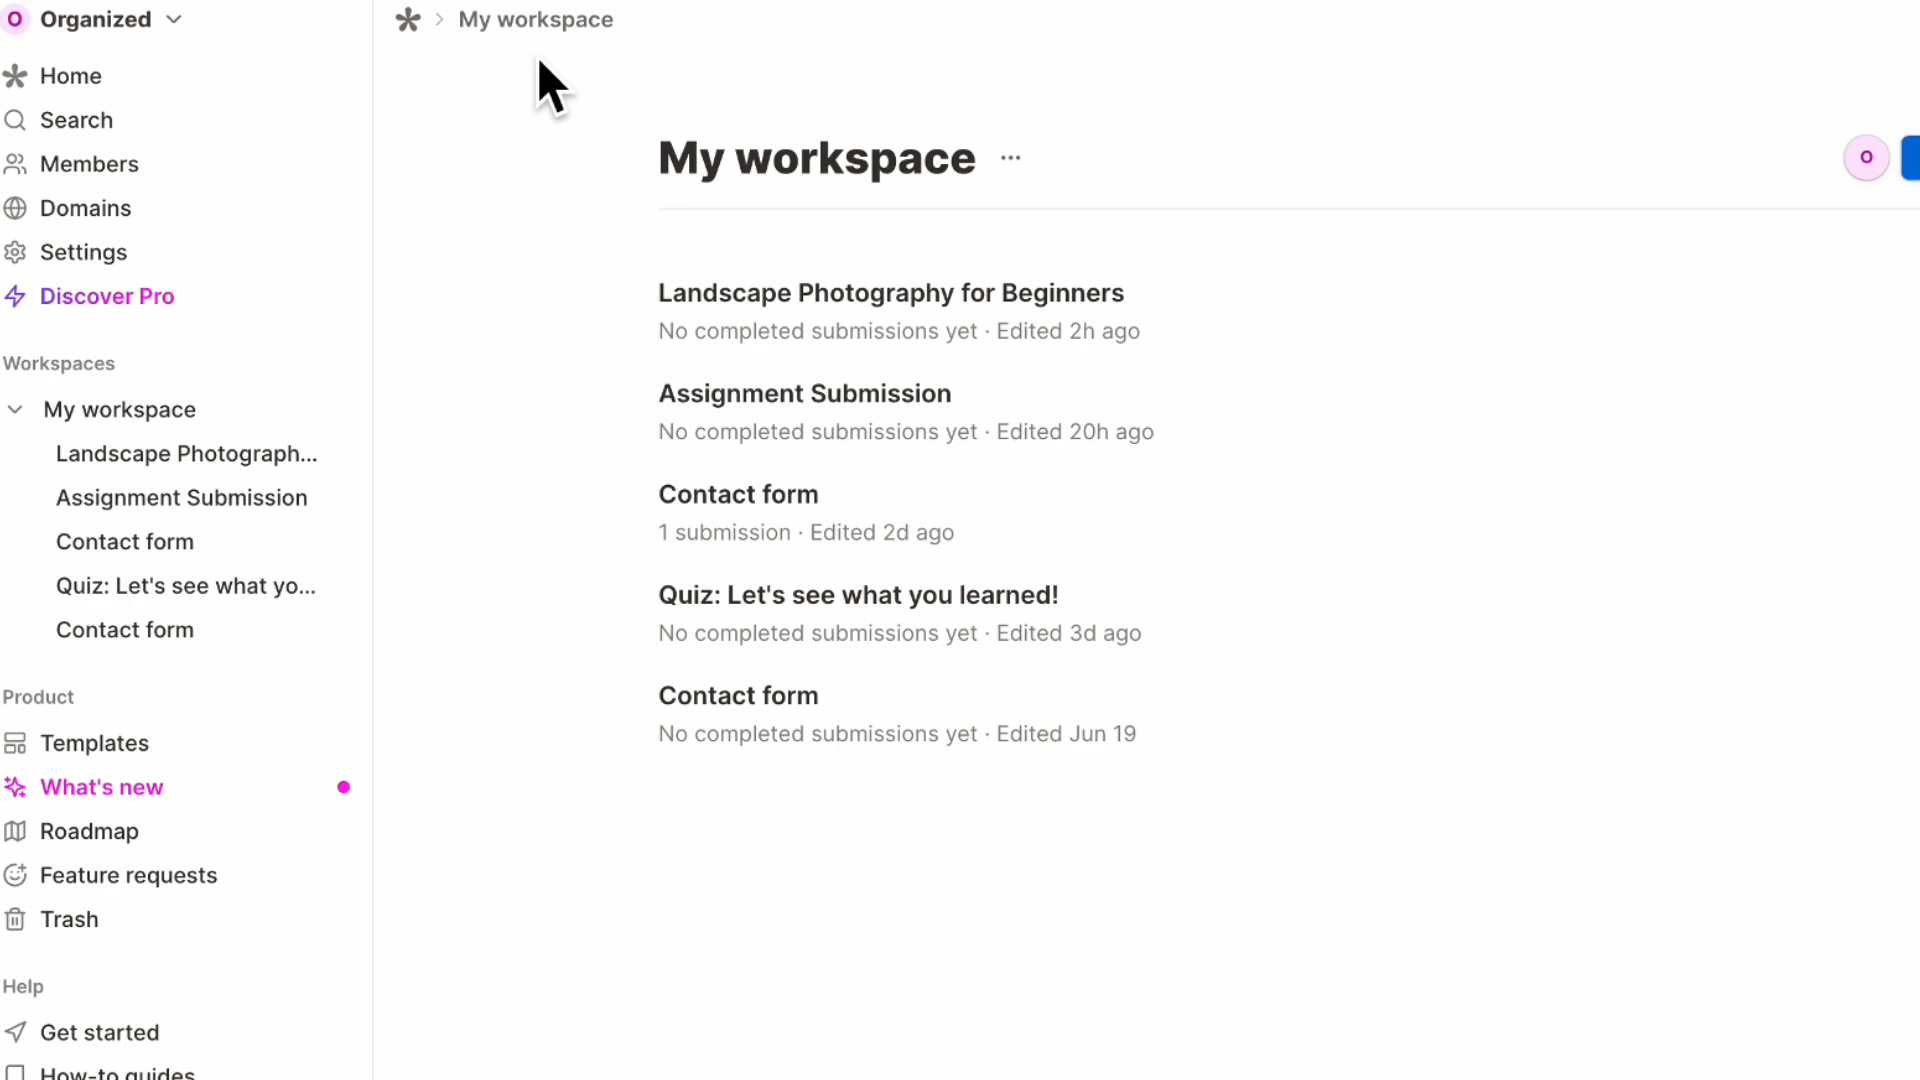 O Organized
Home
Search
Members
Domains
Settings
Discover Pro
Workspaces
My workspace
Landscape Photograph...
Assignment Submission
Contact form
Quiz: Let's see what yo...
Contact form
Product
Templates
What's new
Roadmap
Feature requests
Trash
Help
Get started
How-to guides
My workspace
My workspace ...
O
Landscape Photography for Beginners
No completed submissions yet · Edited 2h ago
Assignment Submission
No completed submissions yet · Edited 20h ago
Contact form
1 submission · Edited 2d ago
Quiz: Let's see what you learned!
No completed submissions yet · Edited 3d ago
Contact form
No completed submissions yet · Edited Jun 19